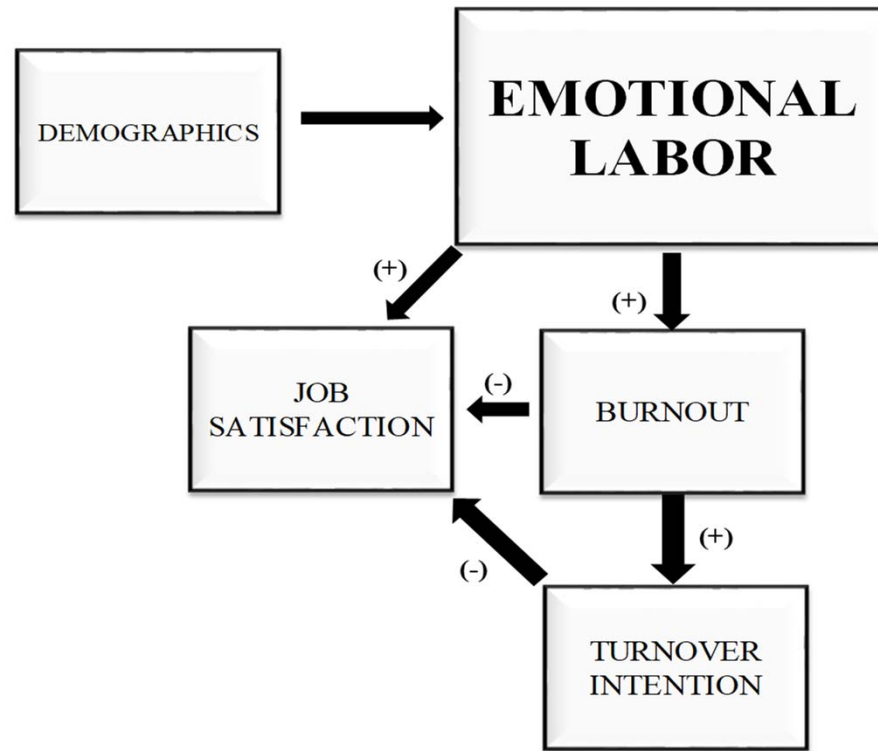 DEMOGRAPHICS
EMOTIONAL
LABOR
(+)
(+)
JOB
SATISFACTION
(-)
BURNOUT
(-)
(+)
TURNOVER
INTENTION